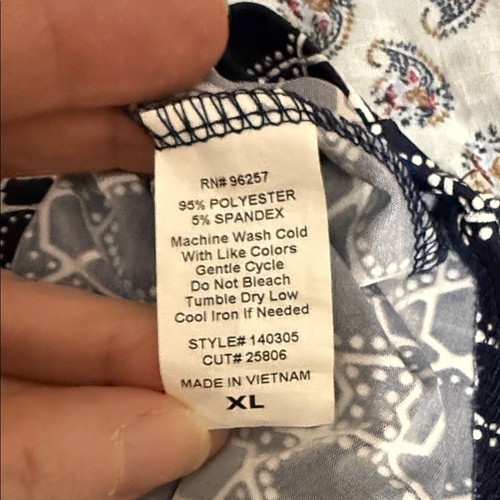 RN# 96257
95% POLYESTER
5% SPANDEX
Machine Wash Cold
With Like Colors
Gentle Cycle
Do Not Bleach
Tumble Dry Low
Cool Iron If Needed
STYLE# 140305
CUT# 25806
MADE IN VIETNAM
XL